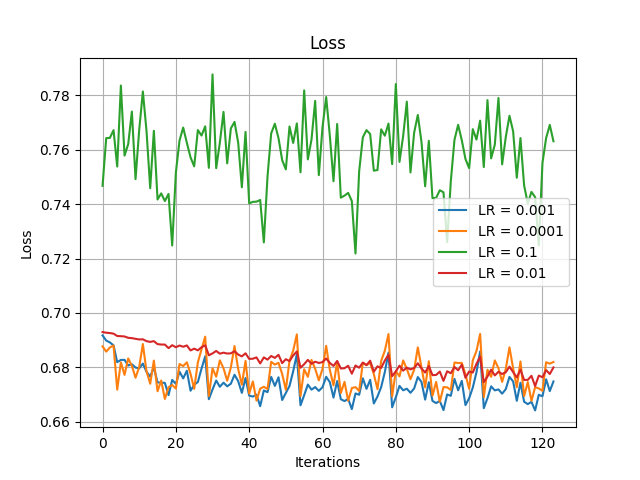 Loss
0.78
0.76
0.74
0.72
0.70
0.68
0.66
Loss
LR = 0.001
LR = 0.0001
LR = 0.1
LR = 0.01
0
20
40
60
80
100
120
Iterations